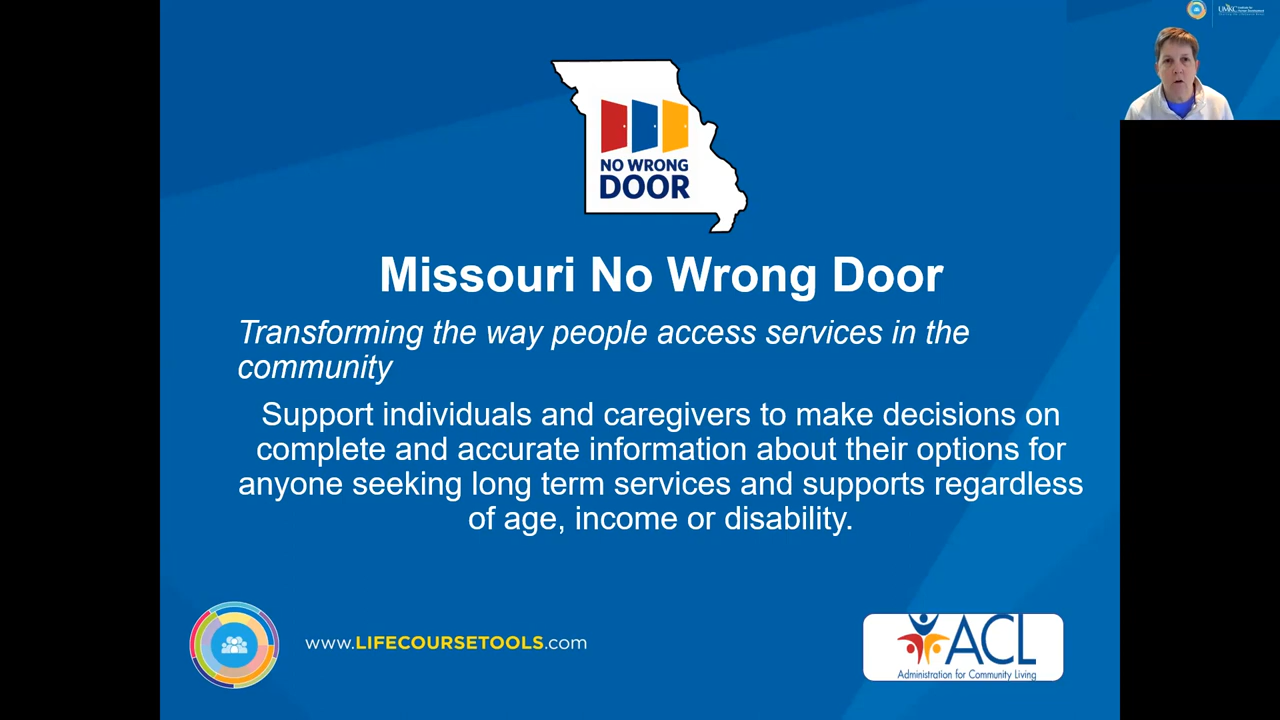 UMKC
NO WRONG
DOOR
Missouri No Wrong Door
Transforming the way people access services in the
community
Support individuals and caregivers to make decisions on
complete and accurate information about their options for
anyone seeking long term services and supports regardless
of age, income or disability.
www.LIFECOURSETOOLS.com
ACL
Administration for Community Living